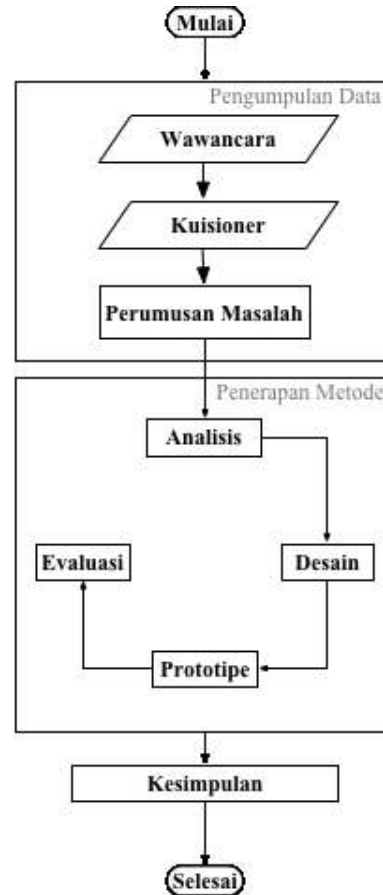 Mulai
Pengumpulan Data
Wawancara
Kuisioner
Perumusan Masalah
Penerapan Metode
Analisis
Evaluasi
Desain
Prototipe
Kesimpulan
Selesai